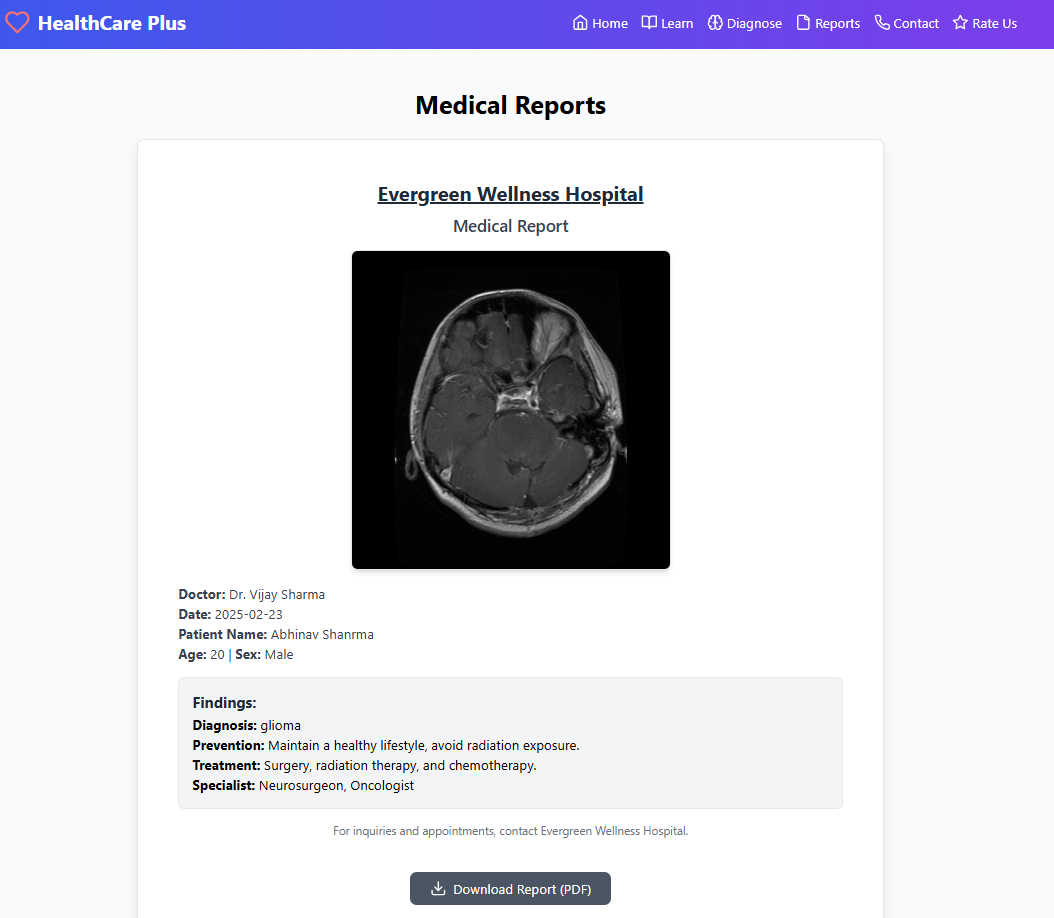 HealthCare Plus
Home Learn Diagnose Reports Contact Rate Us
Medical Reports
Evergreen Wellness Hospital
Medical Report
Doctor: Dr. Vijay Sharma
Date: 2025-02-23
Patient Name: Abhinav Shanrma
Age: 20 | Sex: Male
Findings:
Diagnosis: glioma
Prevention: Maintain a healthy lifestyle, avoid radiation exposure.
Treatment: Surgery, radiation therapy, and chemotherapy.
Specialist: Neurosurgeon, Oncologist
For inquiries and appointments, contact Evergreen Wellness Hospital.
Download Report (PDF)